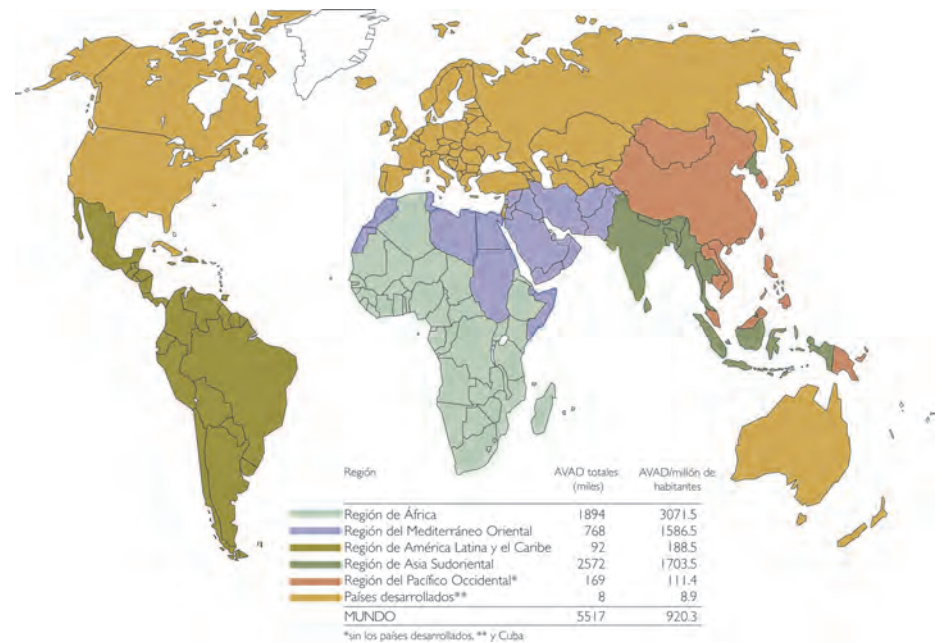 Región AVAD totales (miles) AVAD/millón de habitantes
Región de África 1894 3071.5
Región del Mediterráneo Oriental 768 1586.5
Región de América Latina y el Caribe 92 188.5
Región de Asia Sudoriental 2572 1703.5
Región del Pacífico Occidental* 169 111.4
Países desarrollados** 8 8.9
MUNDO 5517 920.3
*sin los países desarrollados, ** y Cuba